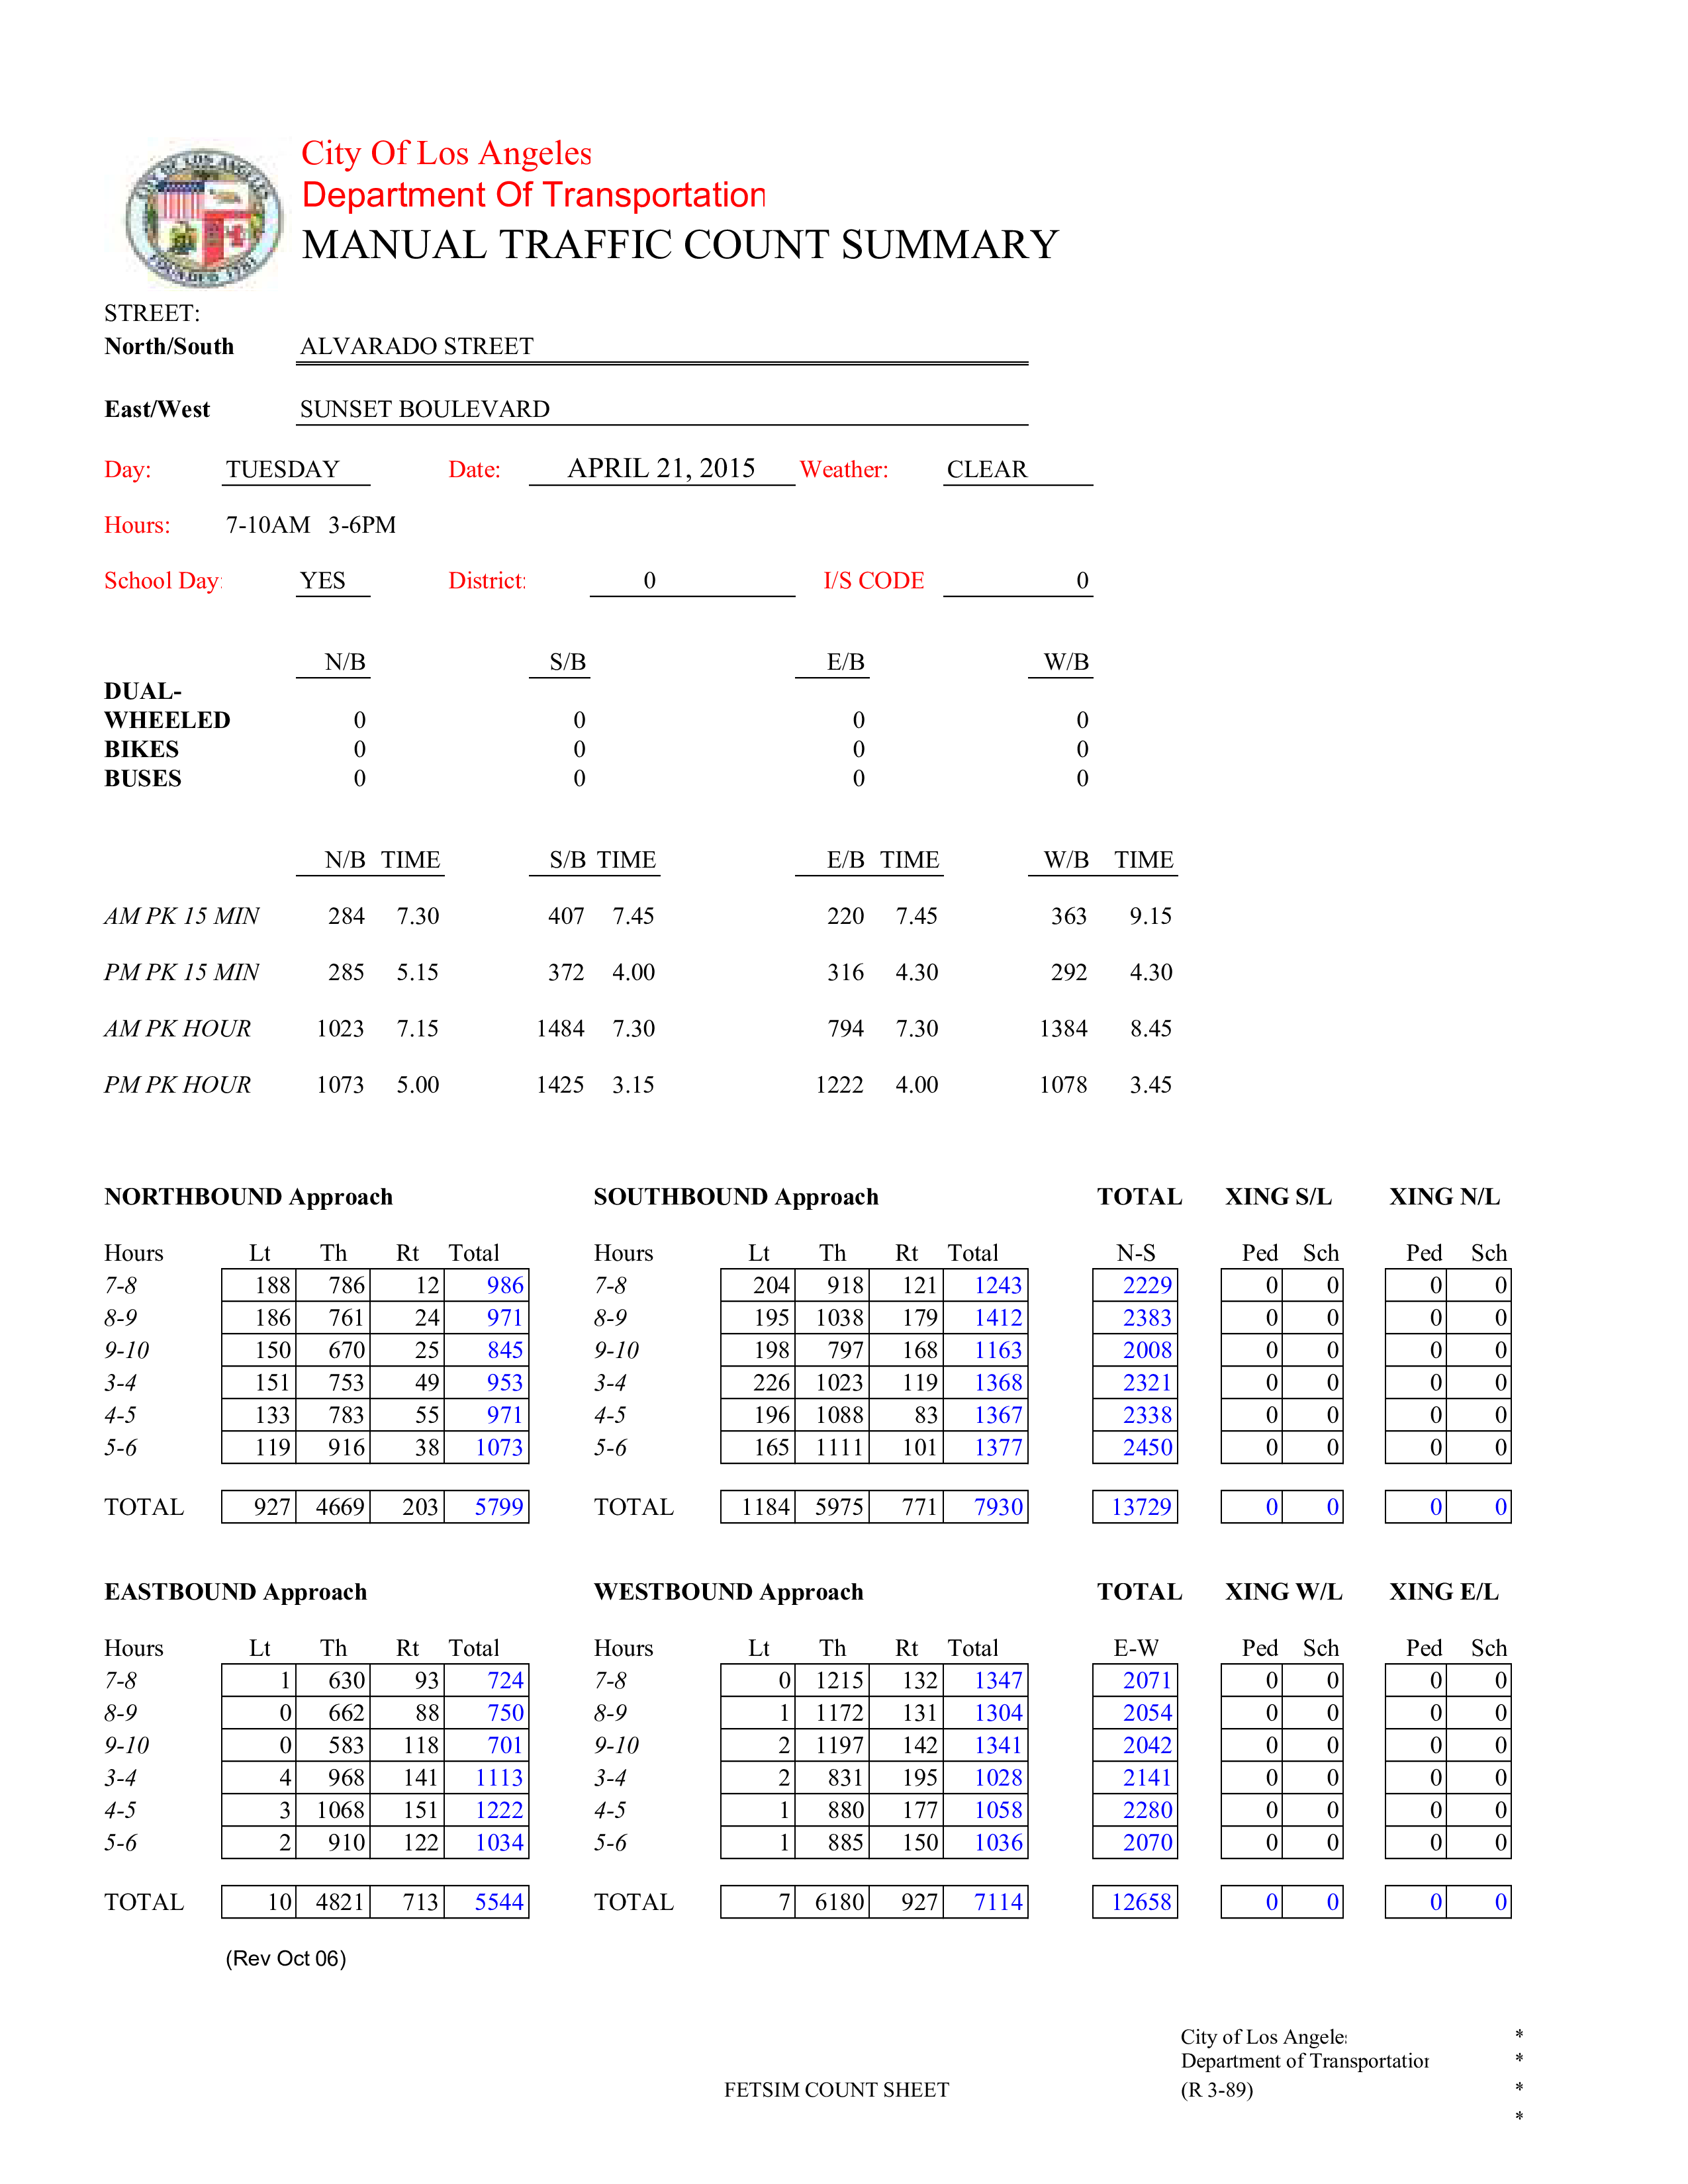 City Of Los Angeles
Department Of Transportation
MANUAL TRAFFIC COUNT SUMMARY
STREET:
North/South ALVARADO STREET
East/West SUNSET BOULEVARD
Day: TUESDAY Date: APRIL 21, 2015 Weather: CLEAR
Hours: 7-10AM 3-6PM
School Day: YES District: 0 I/S CODE 0
N/B S/B E/B W/B
DUAL-
WHEELED 0 0 0 0
BIKES 0 0 0 0
BUSES 0 0 0 0
N/B TIME S/B TIME E/B TIME W/B TIME
AM PK 15 MIN 284 7.30 407 7.45 220 7.45 363 9.15
PM PK 15 MIN 285 5.15 372 4.00 316 4.30 292 4.30
AM PK HOUR 1023 7.15 1484 7.30 794 7.30 1384 8.45
PM PK HOUR 1073 5.00 1425 3.15 1222 4.00 1078 3.45
NORTHBOUND Approach SOUTHBOUND Approach TOTAL XING S/L XING N/L
Hours Lt Th Rt Total Hours Lt Th Rt Total N-S Ped Sch Ped Sch
7-8 188 786 12 986 7-8 204 918 121 1243 2229 0 0 0 0
8-9 186 761 24 971 8-9 195 1038 179 1412 2383 0 0 0 0
9-10 150 670 25 845 9-10 198 797 168 1163 2008 0 0 0 0
3-4 151 753 49 953 3-4 226 1023 119 1368 2321 0 0 0 0
4-5 133 783 55 971 4-5 196 1088 83 1367 2338 0 0 0 0
5-6 119 916 38 1073 5-6 165 1111 101 1377 2450 0 0 0 0
TOTAL 927 4669 203 5799 TOTAL 1184 5975 771 7930 13729 0 0 0 0
EASTBOUND Approach WESTBOUND Approach TOTAL XING W/L XING E/L
Hours Lt Th Rt Total Hours Lt Th Rt Total E-W Ped Sch Ped Sch
7-8 1 630 93 724 7-8 0 1215 132 1347 2071 0 0 0 0
8-9 0 662 88 750 8-9 1 1172 131 1304 2054 0 0 0 0
9-10 0 583 118 701 9-10 2 1197 142 1341 2042 0 0 0 0
3-4 4 968 141 1113 3-4 2 831 195 1028 2141 0 0 0 0
4-5 3 1068 151 1222 4-5 1 880 177 1058 2280 0 0 0 0
5-6 2 910 122 1034 5-6 1 885 150 1036 2070 0 0 0 0
TOTAL 10 4821 713 5544 TOTAL 7 6180 927 7114 12658 0 0 0 0
(Rev Oct 06)
City of Los Angeles *
Department of Transportation *
FETSIM COUNT SHEET (R 3-89) *
*